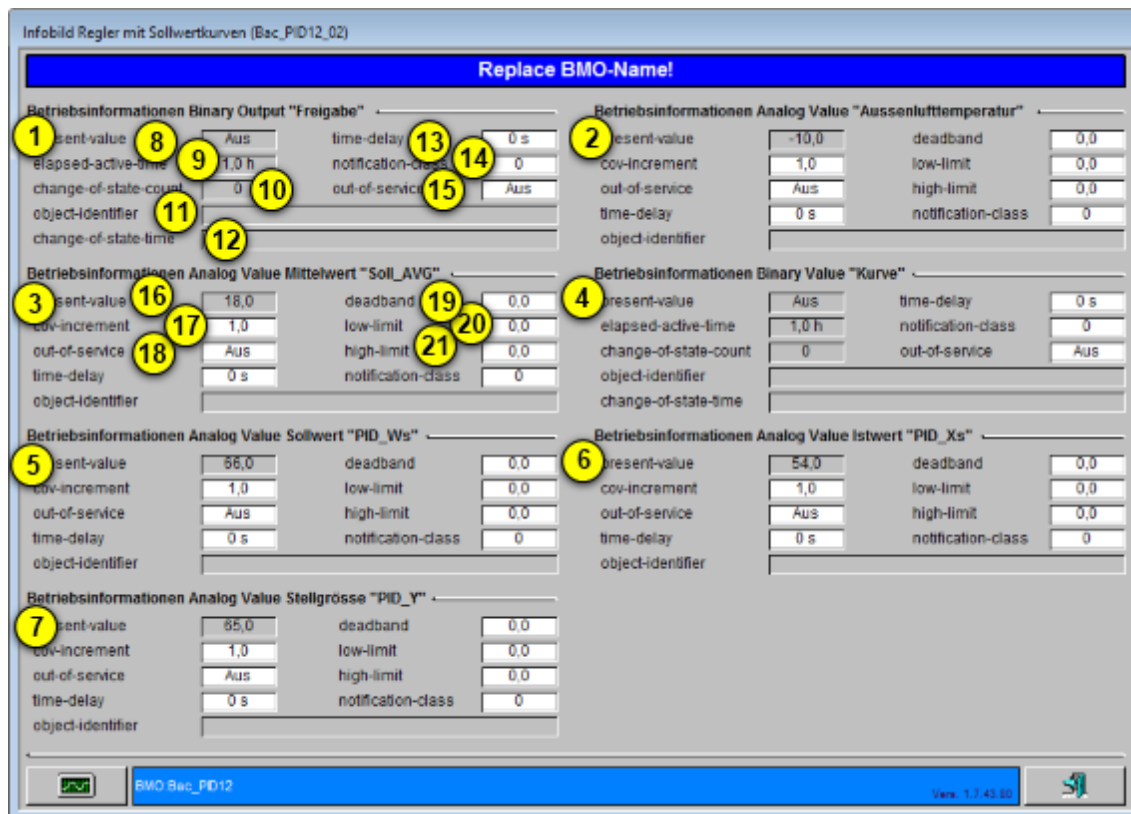 Infobild Regler mit Sollwertkurven (Bac_PID12_02)
Replace BMO-Name!
Betriebsinformationen Binary Output "Freigabe"
1 sent-value 8 Aus time-delay 13 0 s
elapsed-active-time 9 1,0 h notification-class 14 0
change-of-state-count 0 10 out-of-service 15 Aus
object-identifier 11
change-of-state-time 12
Betriebsinformationen Analog Value "Aussenlufttemperatur"
2 present-value -10,0 deadband 0,0
cov-increment 1,0 low-limit 0,0
out-of-service Aus high-limit 0,0
time-delay 0 s notification-class 0
object-identifier
Betriebsinformationen Analog Value Mittelwert "Soll_AVG"
3 sent-value 16 18,0 deadband 19 0,0
cov-increment 17 1,0 low-limit 20 0,0
out-of-service 18 Aus high-limit 21 0,0
time-delay 0 s notification-class 0
object-identifier
Betriebsinformationen Binary Value "Kurve"
4 present-value Aus time-delay 0 s
elapsed-active-time 1,0 h notification-class 0
change-of-state-count 0 out-of-service Aus
object-identifier
change-of-state-time
Betriebsinformationen Analog Value Sollwert "PID_Ws"
5 sent-value 66,0 deadband 0,0
cov-increment 1,0 low-limit 0,0
out-of-service Aus high-limit 0,0
time-delay 0 s notification-class 0
object-identifier
Betriebsinformationen Analog Value Istwert "PID_Xs"
6 present-value 54,0 deadband 0,0
cov-increment 1,0 low-limit 0,0
out-of-service Aus high-limit 0,0
time-delay 0 s notification-class 0
object-identifier
Betriebsinformationen Analog Value Stellgrösse "PID_Y"
7 sent-value 65,0 deadband 0,0
cov-increment 1,0 low-limit 0,0
out-of-service Aus high-limit 0,0
time-delay 0 s notification-class 0
object-identifier
BMO:Bac_PID12
Vers. 1.7.43.80